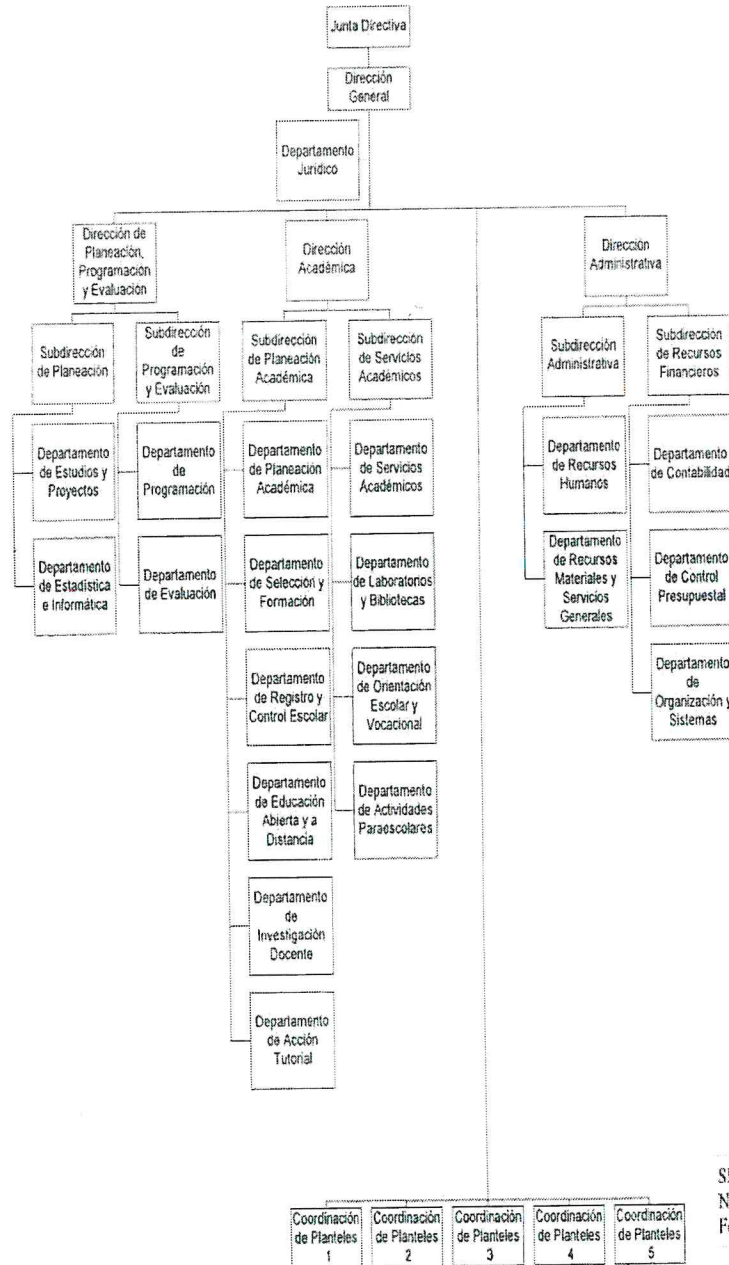 Junta Directiva
Dirección
General
Departamento
Jurídico
Dirección de
Planeación,
Programación
y Evaluación
Dirección
Académica
Dirección
Administrativa
Subdirección
de Planeación
Subdirección
de
Programación
y Evaluación
Subdirección
de Planeación
Académica
Subdirección
de Servicios
Académicos
Subdirección
Administrativa
Subdirección
de Recursos
Financieros
Departamento
de Estudios y
Proyectos
Departamento
de
Programación
Departamento
de Planeación
Académica
Departamento
de Servicios
Académicos
Departamento
de Recursos
Humanos
Departamento
de Contabilidad
Departamento
de Estadística
e Informática
Departamento
de Evaluación
Departamento
de Selección y
Formación
Departamento
de Laboratorios
y Bibliotecas
Departamento
de Recursos
Materiales y
Servicios
Generales
Departamento
de Control
Presupuestal
Departamento
de Registro y
Control Escolar
Departamento
de Orientación
Escolar y
Vocacional
Departamento
de
Organización y
Sistemas
Departamento
de Educación
Abierta y a
Distancia
Departamento
de Actividades
Paraescolares
Departamento
de
Investigación
Docente
Departamento
de Acción
Tutorial
Coordinación
de Planteles
1
Coordinación
de Planteles
2
Coordinación
de Planteles
3
Coordinación
de Planteles
4
Coordinación
de Planteles
5